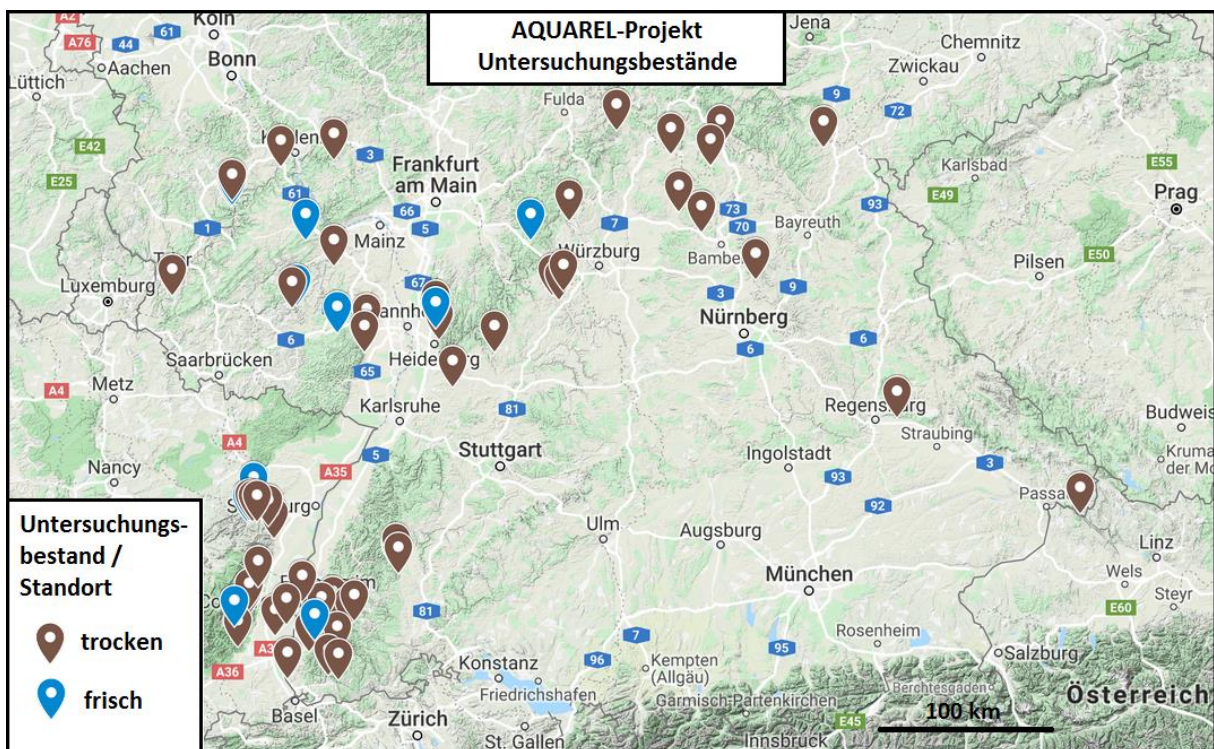 AQUAREL-Projekt
Untersuchungsbestände
A2
61
Köln
A76
44
Aachen
Bonn
Lüttich
Jena
Chemnitz
Zwickau
Fulda
9
72
E42
3
E25
Frankfurt
am Main
61
66
5
Mainz
1
7
73
70
Bayreuth
93
Karlsbad
E49
E55
Prag
Luxemburg
67
Würzburg
3
9
Pilsen
E50
Nürnberg
6
6
6
Saarbrücken
Metz
A4
65
Karlsruhe
81
Stuttgart
Straubing
Budweis
Nancy
A4
A35
5
Ingolstadt
93
92
3
Linz
Ulm
Augsburg
München
Wels
Steyr
E60
81
7
95
Rosenheim
Salzburg
A36
Konstanz
96
Kempten
(Allgäu)
Friedrichshafen
Garmisch-Partenkirchen
Berchtesgaden
Österreich
Basel
Zürich
St. Gallen
E45
Innsbruck
100 km
Untersuchungs-
bestand /
Standort
trocken
frisch